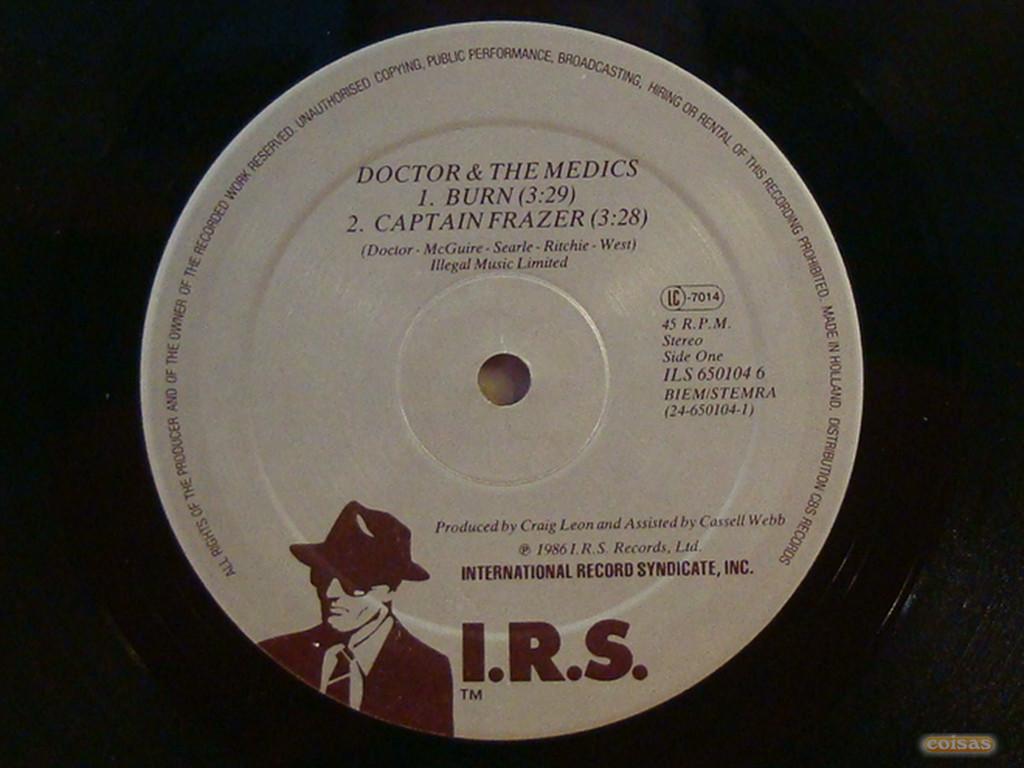 ALL RIGHTS OF THE PRODUCER AND OF THE OWNER OF THE RECORDED WORK RESERVED. UNAUTHORISED COPYING, PUBLIC PERFORMANCE, BROADCASTING, HIRING OR RENTAL OF THIS RECORDING PROHIBITED. MADE IN HOLLAND. DISTRIBUTION CBS RECORDS
DOCTOR & THE MEDICS
1. BURN (3:29)
2. CAPTAIN FRAZER (3:28)
(Doctor - McGuire - Searle - Ritchie - West)
Illegal Music Limited
LC-7014
45 R.P.M.
Stereo
Side One
ILS 650104 6
BIEM/STEMRA
(24-650104-1)
Produced by Craig Leon and Assisted by Cassell Webb
℗ 1986 I.R.S. Records, Ltd.
INTERNATIONAL RECORD SYNDICATE, INC.
I.R.S.
TM
coisas